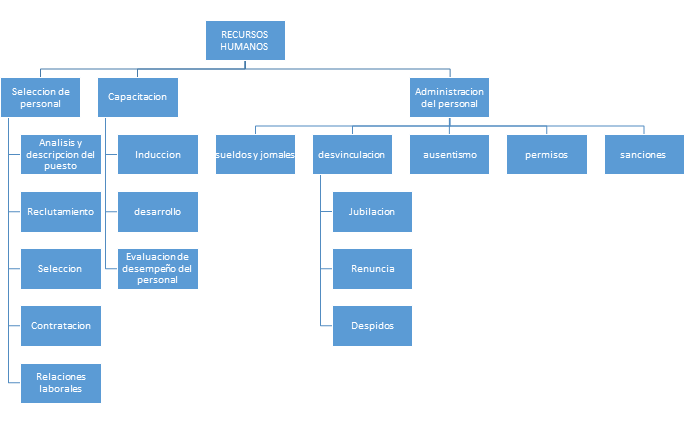 RECURSOS
HUMANOS
Seleccion de
personal
Capacitacion
Administracion
del personal
Analisis y
descripcion del
puesto
Induccion
sueldos y jornales
desvinculacion
ausentismo
permisos
sanciones
Reclutamiento
desarrollo
Jubilacion
Seleccion
Evaluacion de
desempeño del
personal
Renuncia
Contratacion
Despidos
Relaciones
laborales